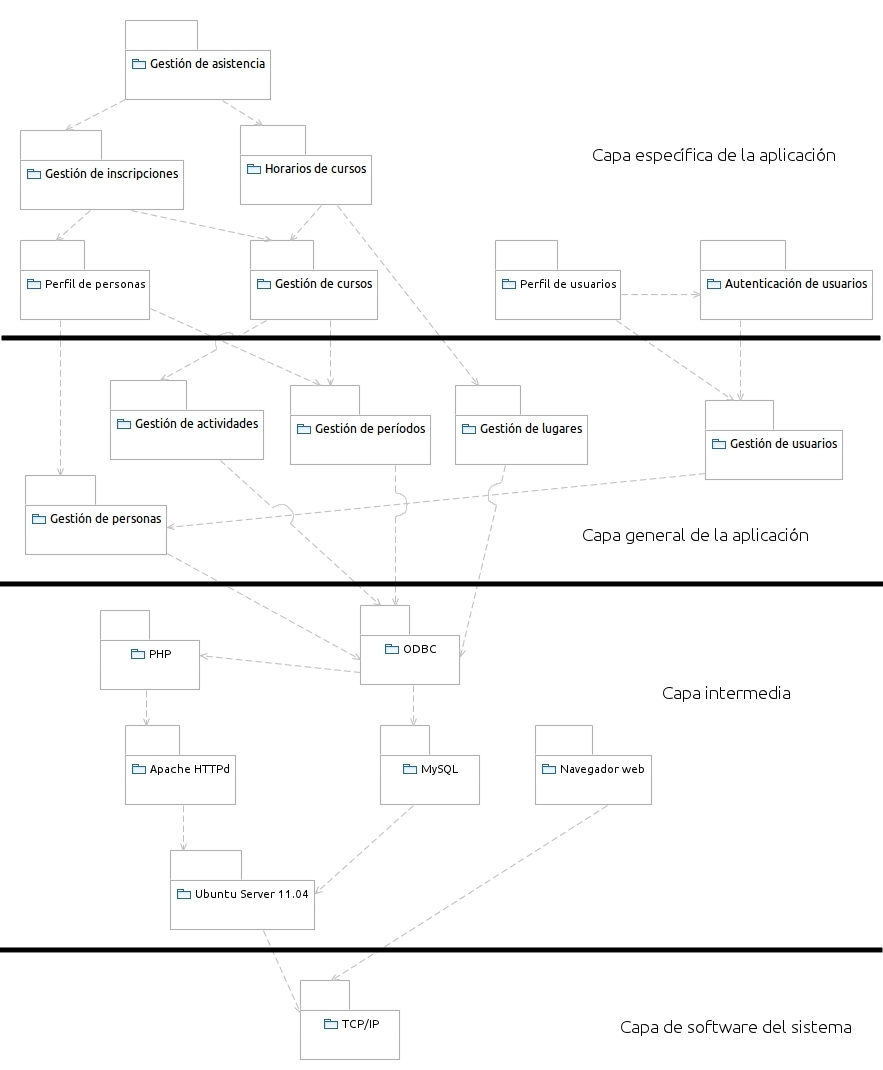 Gestión de asistencia
Capa específica de la aplicación
Gestión de inscripciones
Horarios de cursos
Perfil de personas
Gestión de cursos
Perfil de usuarios
Autenticación de usuarios
Gestión de actividades
Gestión de períodos
Gestión de lugares
Gestión de usuarios
Gestión de personas
Capa general de la aplicación
PHP
ODBC
Capa intermedia
Apache HTTPd
MySQL
Navegador web
Ubuntu Server 11.04
TCP/IP
Capa de software del sistema